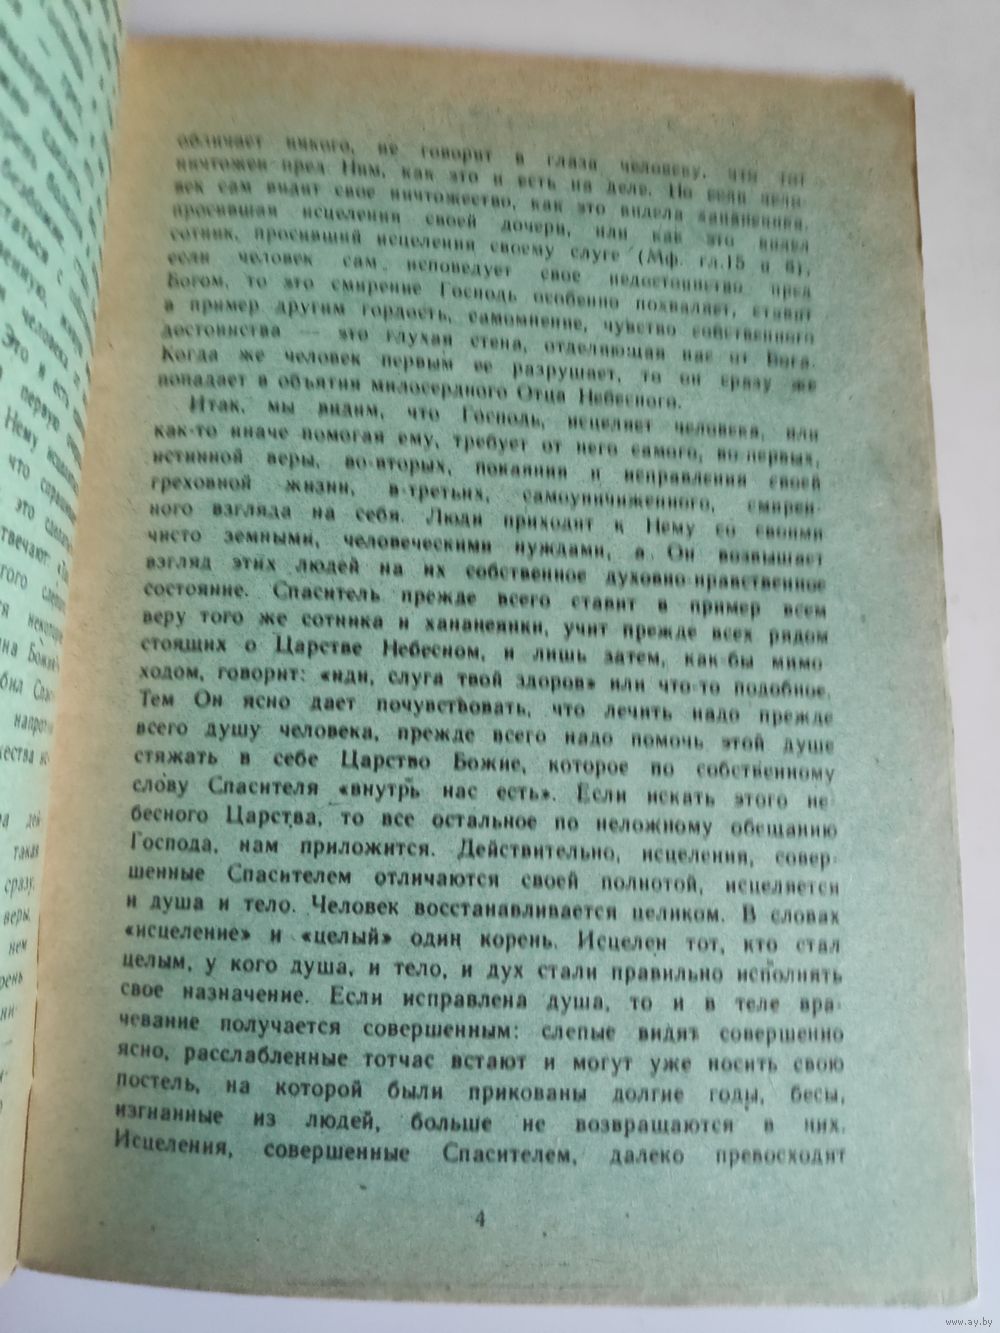 обличает никого, не говорит в глаза человеку, что тот
ничтожен пред Ним, как это и есть на деле. Но если чело-
век сам видит свое ничтожество, как это видела хананеянка,
просившая исцеления своей дочери, или как это видел
сотник, просивший исцеления своему слуге (Мф. гл.15 и 8),
если человек сам исповедует свое недостоинство пред
Богом, то это смирение Господь особенно похваляет, ставит
в пример другим гордость, самомнение, чувство собственного
достоинства — это глухая стена, отделяющая нас от Бога.
Когда же человек первым ее разрушает, то он сразу же
попадает в объятия милосердного Отца Небесного.
Итак, мы видим, что Господь, исцеляет человека, или
как-то иначе помогая ему, требует от него самого, во-первых,
истинной веры, во-вторых, покаяния и исправления своей
греховной жизни, в-третьих, самоуничиженного, смирен-
ного взгляда на себя. Люди приходит к Нему со своими
чисто земными, человеческими нуждами, а Он возвышает
взгляд этих людей на их собственное духовно-нравственное
состояние. Спаситель прежде всего ставит в пример всем
веру того же сотника и хананеянки, учит прежде всех рядом
стоящих о Царстве Небесном, и лишь затем, как-бы мимо
ходом, говорит: «иди, слуга твой здоров» или что-то подобное.
Тем Он ясно дает почувствовать, что лечить надо прежде
всего душу человека, прежде всего надо помочь этой душе
стяжать в себе Царство Божие, которое по собственному
слову Спасителя «внутрь нас есть». Если искать этого не-
бесного Царства, то все остальное по неложному обещанию
Господа, нам приложится. Действительно, исцеления, совер-
шенные Спасителем отличаются своей полнотой, исцеляется
и душа и тело. Человек восстанавливается целиком. В словах
«исцеление» и «целый» один корень. Исцелен тот, кто стал
целым, у кого душа, и тело, и дух стали правильно исполнять
свое назначение. Если исправлена душа, то и в теле вра-
чевание получается совершенным: слепые видят совершенно
ясно, расслабленные тотчас встают и могут уже носить свою
постель, на которой были прикованы долгие годы, бесы,
изгнанные из людей, больше не возвращаются в них.
Исцеления, совершенные Спасителем, далеко превосходят
4
www.ay.by